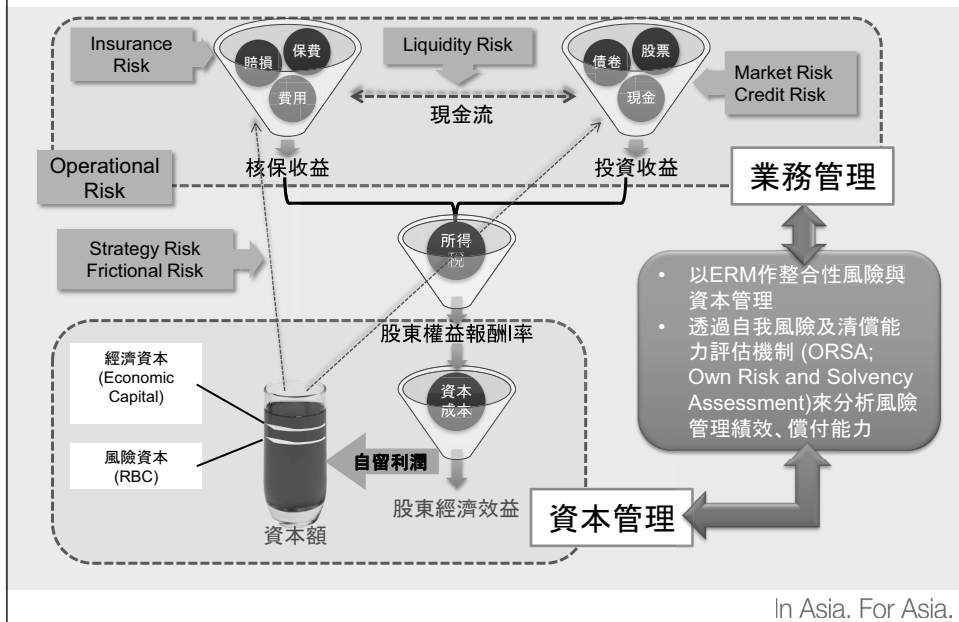 Insurance
Risk
賠損
保費
費用
Liquidity Risk
現金流
債卷
股票
現金
Market Risk
Credit Risk
Operational
Risk
核保收益
投資收益
業務管理
Strategy Risk
Frictional Risk
所得
稅
• 以ERM作整合性風險與
資本管理
• 透過自我風險及清償能
力評估機制 (ORSA;
Own Risk and Solvency
Assessment)來分析風險
管理績效、償付能力
股東權益報酬率
經濟資本
(Economic
Capital)
風險資本
(RBC)
資本
成本
自留利潤
資本額
股東經濟效益
資本管理
In Asia. For Asia.